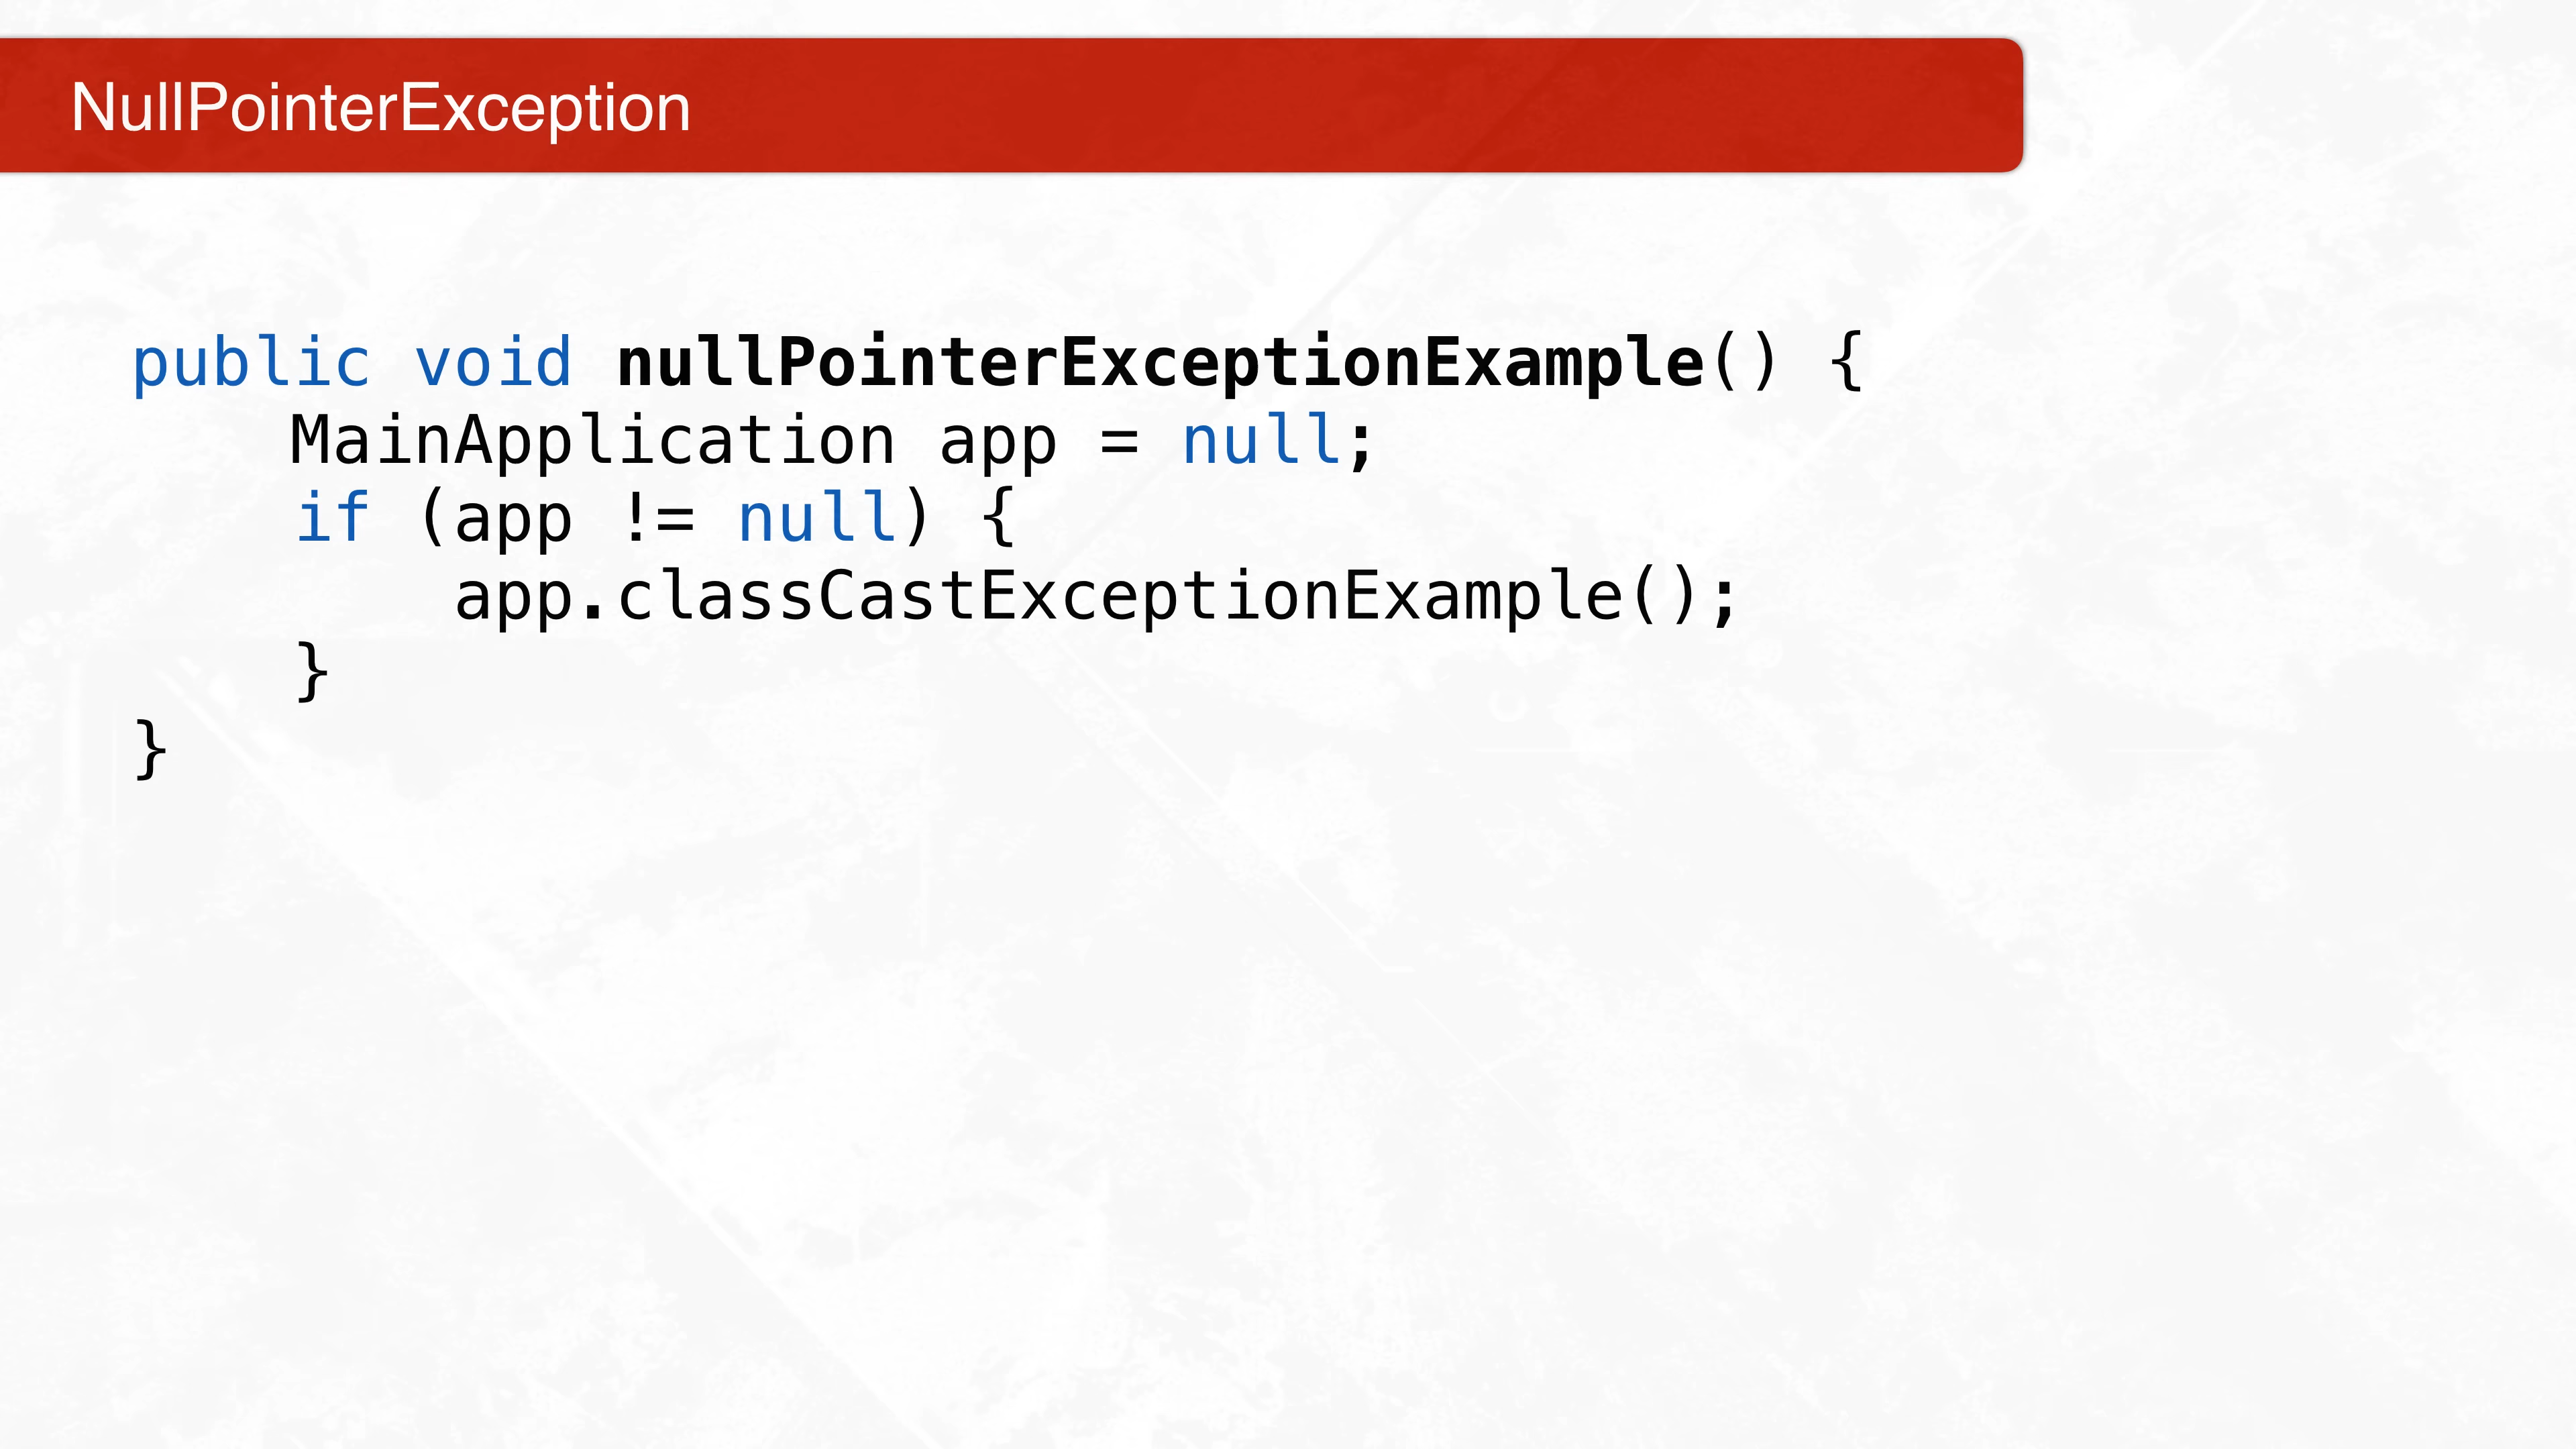 NullPointerException
public void nullPointerExceptionExample() {
    MainApplication app = null;
    if (app != null) {
        app.classCastExceptionExample();
    }
}